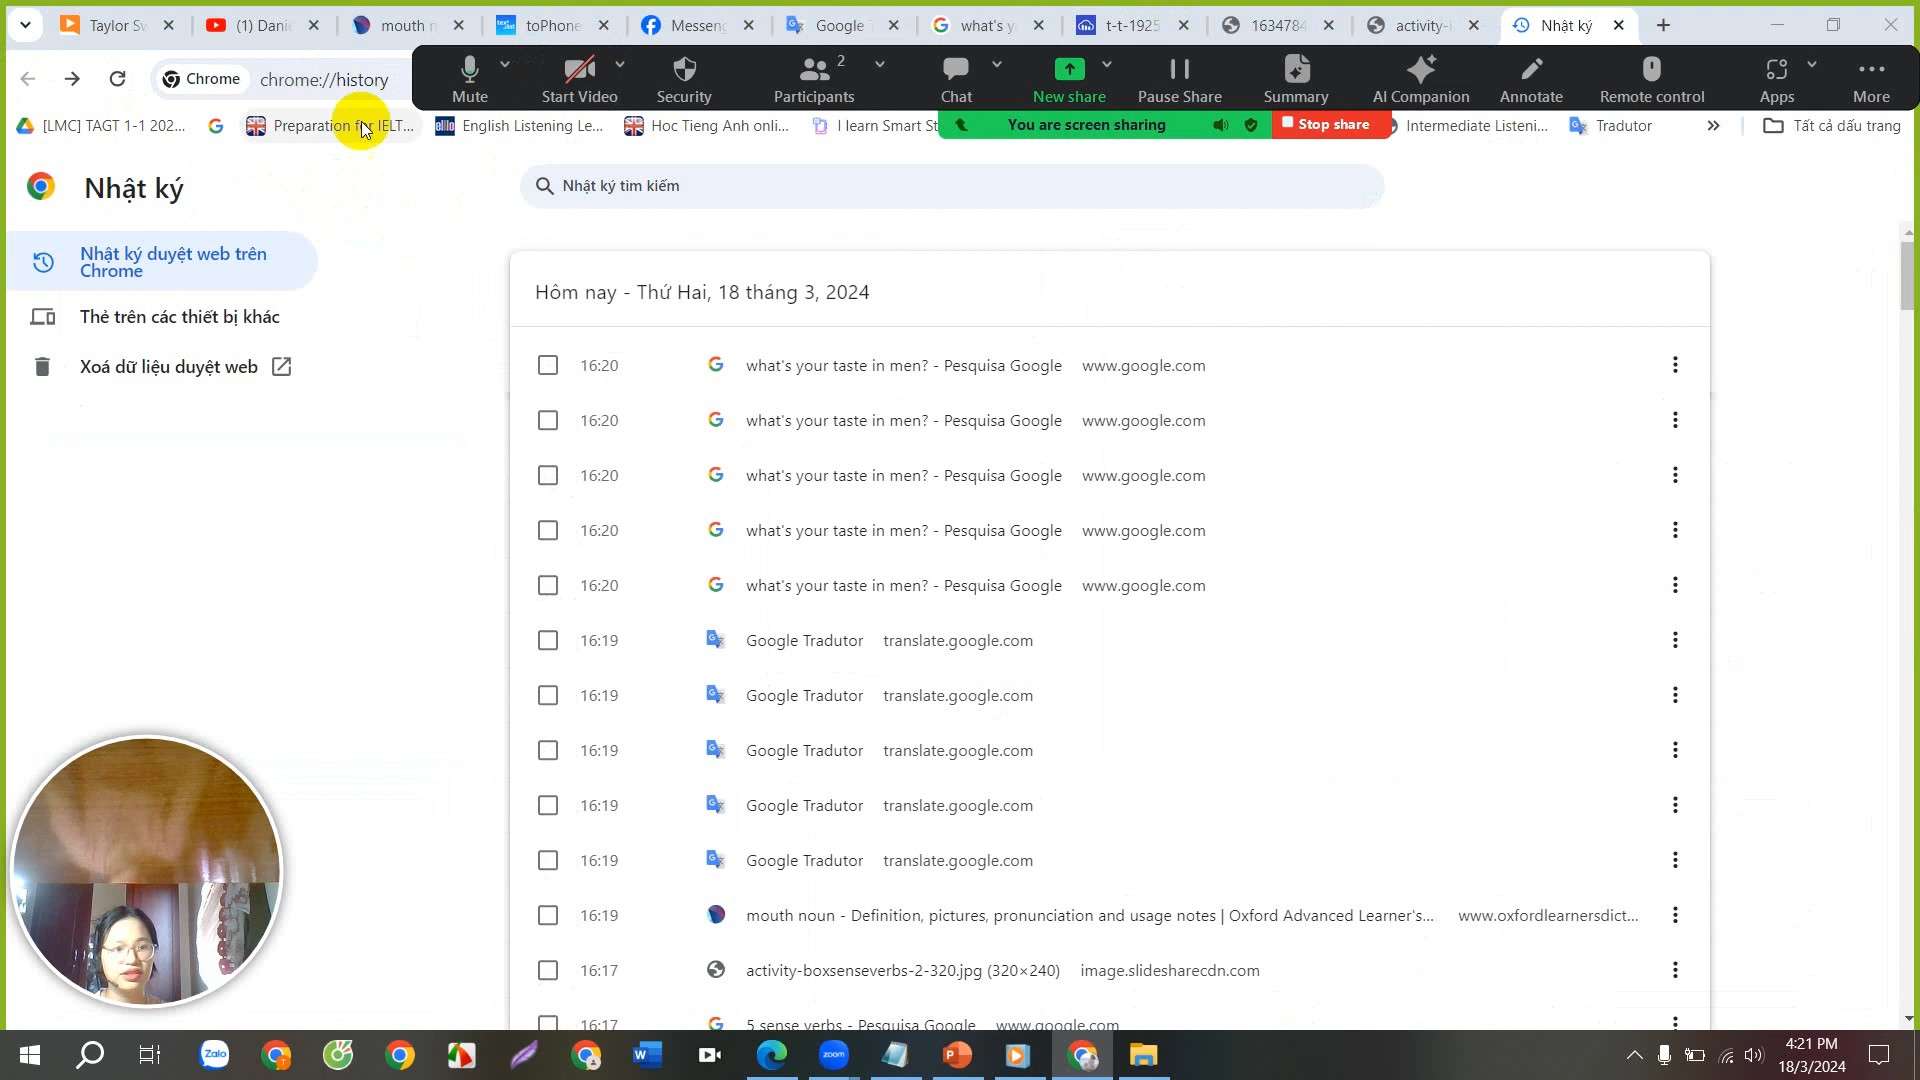 Taylor Sw
(1) Danie
mouth n
toPhone
Messeng
Google T
what's y
t-t-1925
1634784
activity-b
Nhật ký
Chrome
chrome://history
Mute
Start Video
Security
Participants
2
Chat
New share
Pause Share
Summary
AI Companion
Annotate
Remote control
Apps
More
[LMC] TAGT 1-1 202...
Preparation for IELT...
English Listening Le...
Hoc Tieng Anh onli...
I learn Smart St
You are screen sharing
Stop share
Intermediate Listeni...
Tradutor
Tất cả dấu trang
Nhật ký
Nhật ký tìm kiếm
Nhật ký duyệt web trên
Chrome
Thẻ trên các thiết bị khác
Xoá dữ liệu duyệt web
Hôm nay - Thứ Hai, 18 tháng 3, 2024
16:20 what's your taste in men? - Pesquisa Google www.google.com
16:20 what's your taste in men? - Pesquisa Google www.google.com
16:20 what's your taste in men? - Pesquisa Google www.google.com
16:20 what's your taste in men? - Pesquisa Google www.google.com
16:20 what's your taste in men? - Pesquisa Google www.google.com
16:19 Google Tradutor translate.google.com
16:19 Google Tradutor translate.google.com
16:19 Google Tradutor translate.google.com
16:19 Google Tradutor translate.google.com
16:19 Google Tradutor translate.google.com
16:19 mouth noun - Definition, pictures, pronunciation and usage notes | Oxford Advanced Learner's... www.oxfordlearnersdict...
16:17 activity-boxsenseverbs-2-320.jpg (320×240) image.slidesharecdn.com
16:17 5 sense verbs - Pesquisa Google www.google.com
Zalo
zoom
4:21 PM
18/3/2024